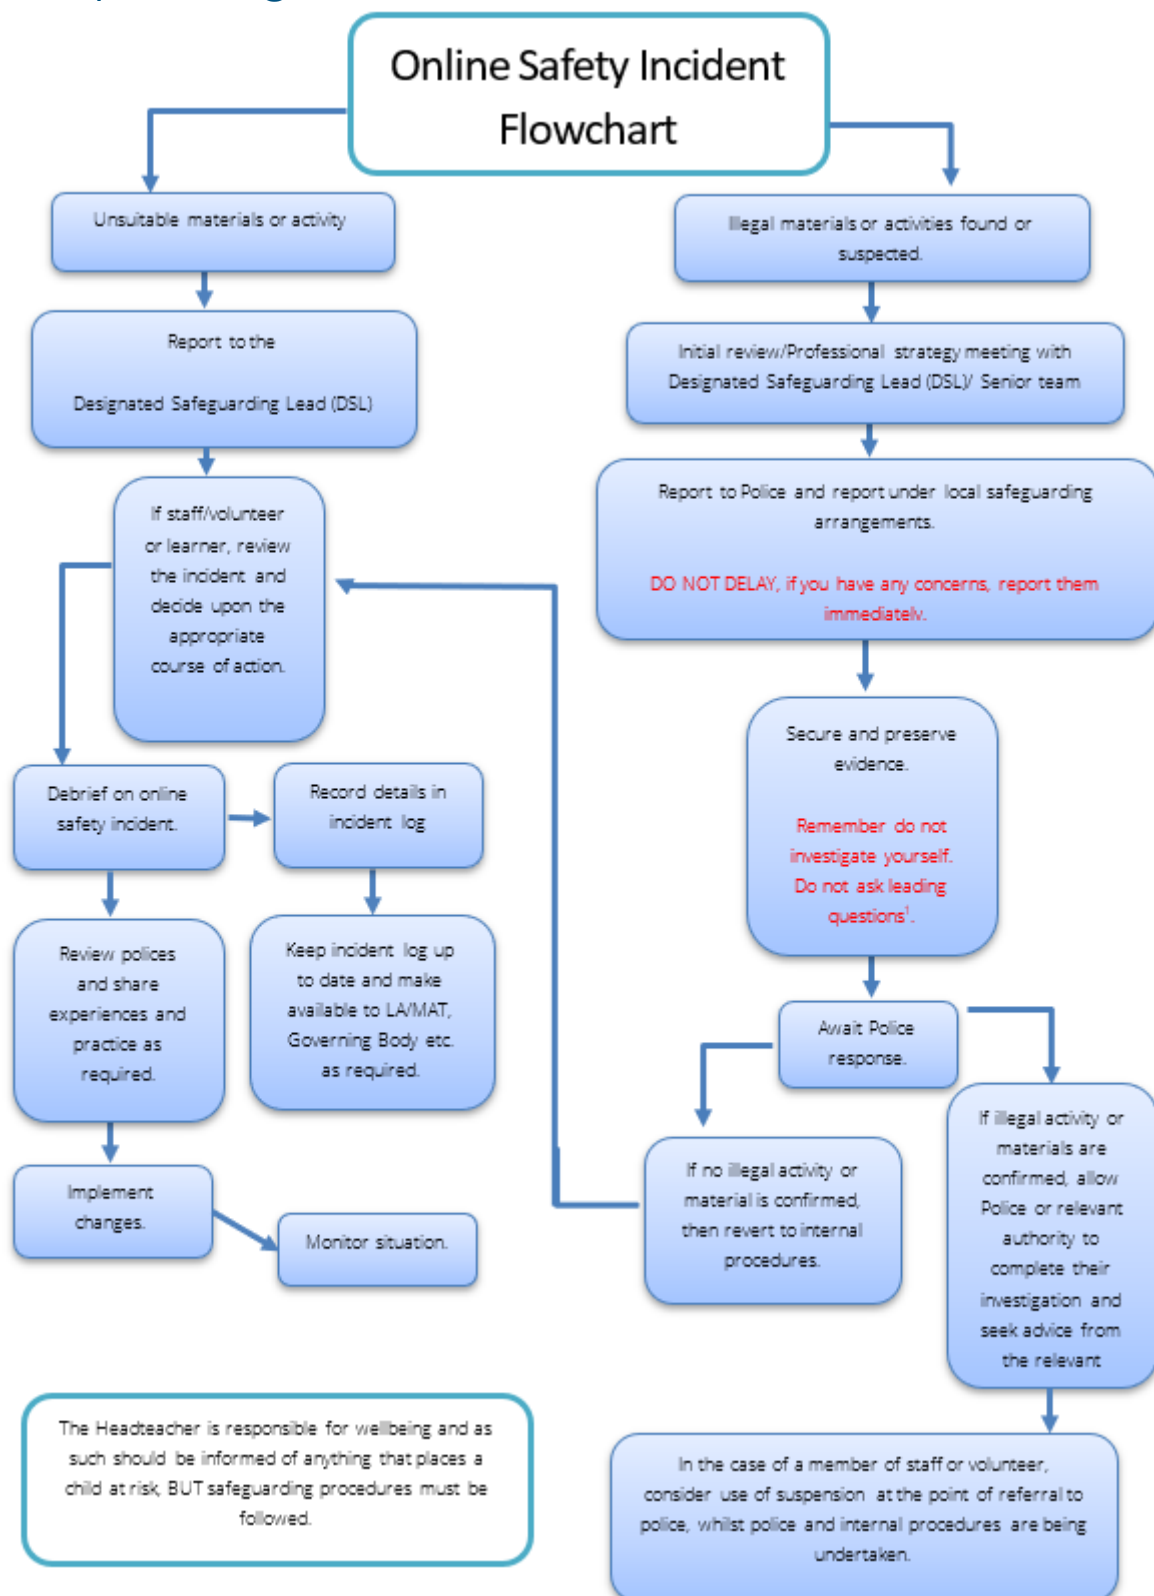 Online Safety Incident
Flowchart
Unsuitable materials or activity
Report to the
Designated Safeguarding Lead (DSL)
If staff/volunteer
or learner, review
the incident and
decide upon the
appropriate
course of action.
Debrief on online
safety incident.
Record details in
incident log
Review polices
and share
experiences and
practice as
required.
Keep incident log up
to date and make
available to LA/MAT,
Governing Body etc.
as required.
Implement
changes.
Monitor situation.
Illegal materials or activities found or
suspected.
Initial review/Professional strategy meeting with
Designated Safeguarding Lead (DSL)/ Senior team
Report to Police and report under local safeguarding
arrangements.
DO NOT DELAY, if you have any concerns, report them
immediately.
Secure and preserve
evidence.
Remember do not
investigate yourself.
Do not ask leading
questions¹.
Await Police
response.
If no illegal activity or
material is confirmed,
then revert to internal
procedures.
If illegal activity or
materials are
confirmed, allow
Police or relevant
authority to
complete their
investigation and
seek advice from
the relevant
In the case of a member of staff or volunteer,
consider use of suspension at the point of referral to
police, whilst police and internal procedures are being
undertaken.
The Headteacher is responsible for wellbeing and as
such should be informed of anything that places a
child at risk, BUT safeguarding procedures must be
followed.